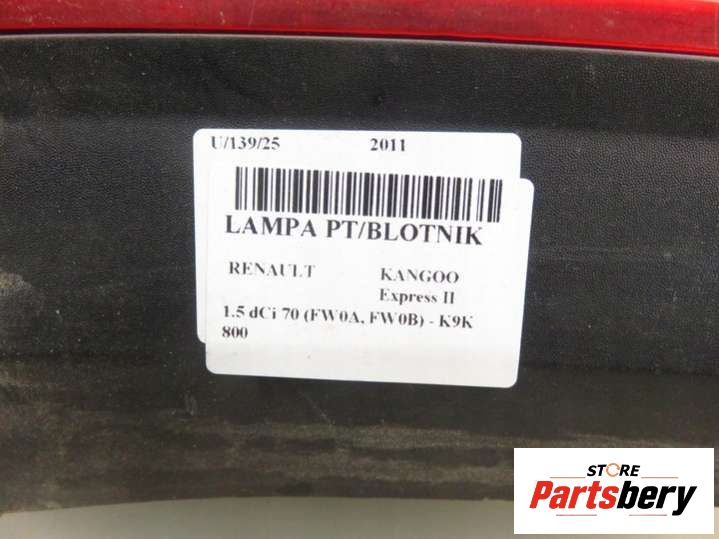 U/139/25 2011
LAMPA PT/BLOTNIK
RENAULT KANGOO
Express II
1.5 dCi 70 (FW0A, FW0B) - K9K
800
STORE
Partsbery